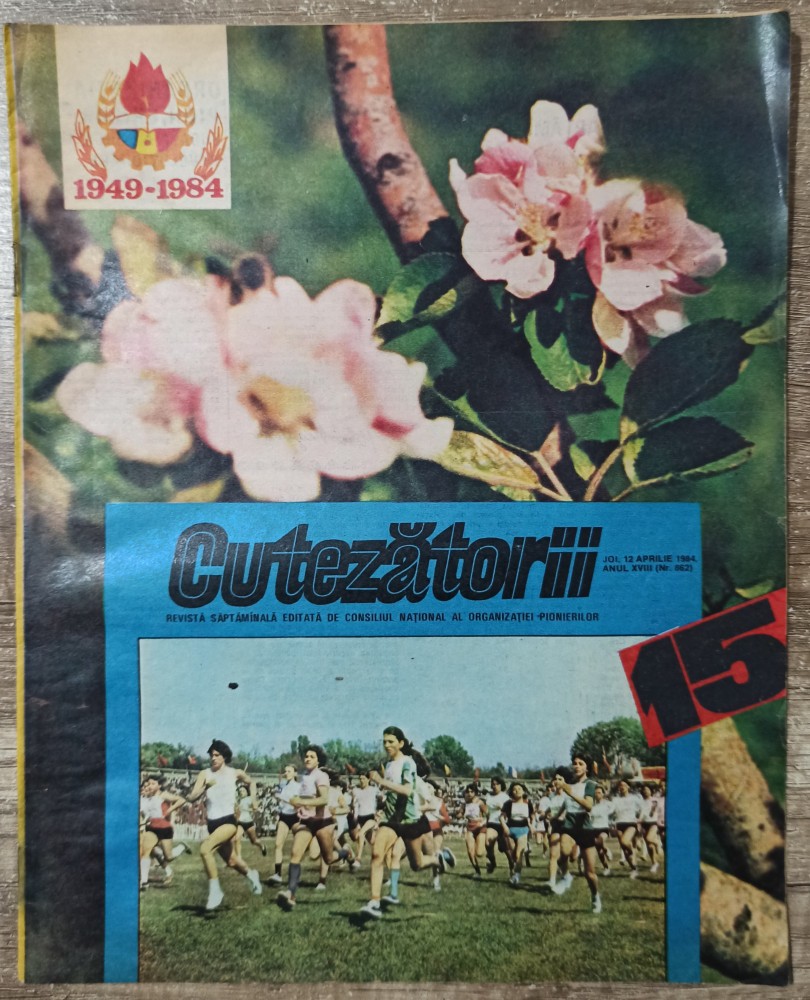 1949-1984
Cutezătorii
JOI, 12 APRILIE 1984.
ANUL XVIII (Nr. 862)
REVISTĂ SĂPTĂMÎNALĂ EDITATĂ DE CONSILIUL NAȚIONAL AL ORGANIZAȚIEI PIONIERILOR
15